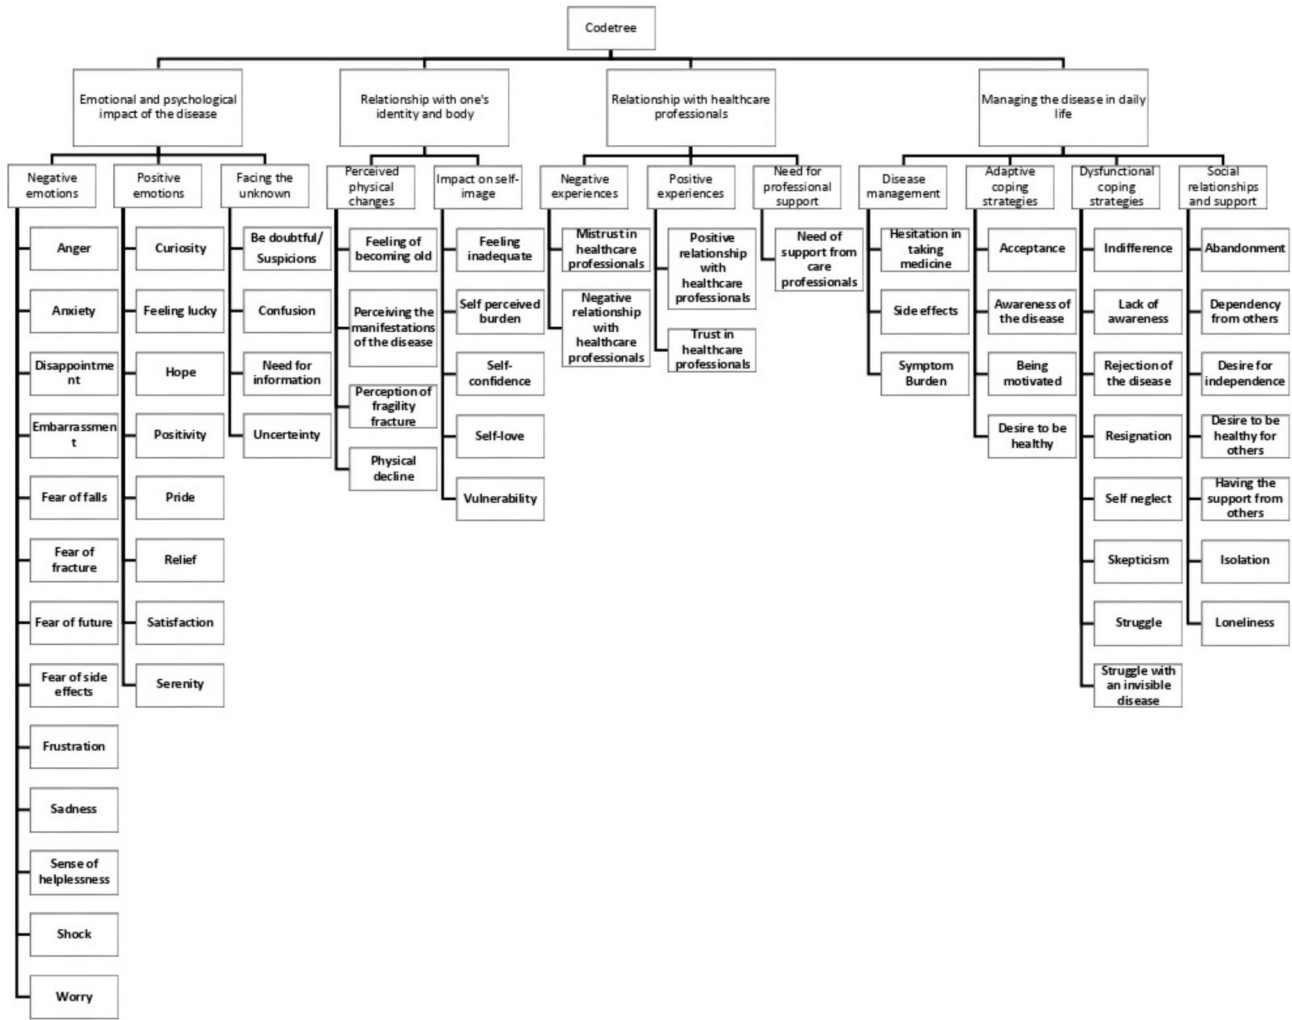 Codetree
Emotional and psychological
impact of the disease
Relationship with one's
identity and body
Relationship with healthcare
professionals
Managing the disease in daily
life
Negative
emotions
Positive
emotions
Facing the
unknown
Perceived
physical
changes
Impact on self-
image
Negative
experiences
Positive
experiences
Need for
professional
support
Disease
management
Adaptive
coping
strategies
Dysfunctional
coping
strategies
Social
relationships
and support
Anger
Anxiety
Disappointme
nt
Embarrassmen
t
Fear of falls
Fear of
fracture
Fear of future
Fear of side
effects
Frustration
Sadness
Sense of
helplessness
Shock
Worry
Curiosity
Feeling lucky
Hope
Positivity
Pride
Relief
Satisfaction
Serenity
Be doubtful/
Suspicions
Confusion
Need for
information
Uncerteinty
Feeling of
becoming old
Perceiving the
manifestations
of the disease
Perception of
fragility
fracture
Physical
decline
Feeling
inadequate
Self perceived
burden
Self-
confidence
Self-love
Vulnerability
Mistrust in
healthcare
professionals
Negative
relationship
with
healthcare
professionals
Positive
relationship
with
healthcare
professionals
Trust in
healthcare
professionals
Need of
support from
care
professionals
Hesitation in
taking
medicine
Side effects
Symptom
Burden
Acceptance
Awareness of
the disease
Being
motivated
Desire to be
healthy
Indifference
Lack of
awareness
Rejection of
the disease
Resignation
Self neglect
Skepticism
Struggle
Struggle with
an invisible
disease
Abandonment
Dependency
from others
Desire for
independence
Desire to be
healthy for
others
Having the
support from
others
Isolation
Loneliness